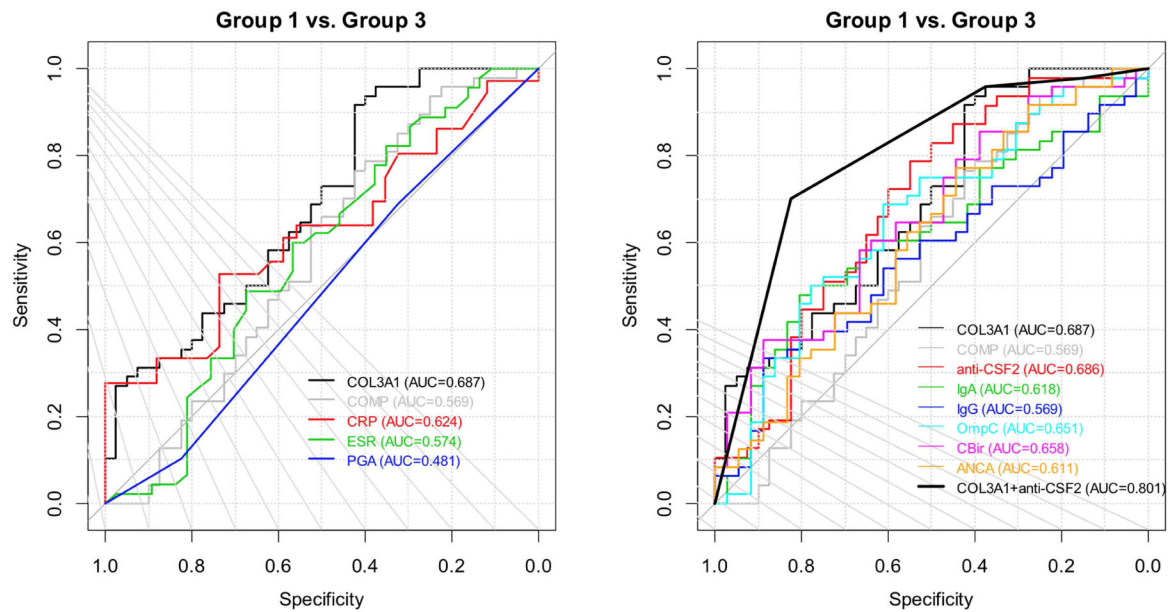 Group 1 vs. Group 3
1.0
0.8
0.6
0.4
0.2
0.0
Sensitivity
COL3A1 (AUC=0.687)
COMP (AUC=0.569)
CRP (AUC=0.624)
ESR (AUC=0.574)
PGA (AUC=0.481)
1.0 0.8 0.6 0.4 0.2 0.0
Specificity
Group 1 vs. Group 3
1.0
0.8
0.6
0.4
0.2
0.0
Sensitivity
COL3A1 (AUC=0.687)
COMP (AUC=0.569)
anti-CSF2 (AUC=0.686)
IgA (AUC=0.618)
IgG (AUC=0.569)
OmpC (AUC=0.651)
CBir (AUC=0.658)
ANCA (AUC=0.611)
COL3A1+anti-CSF2 (AUC=0.801)
1.0 0.8 0.6 0.4 0.2 0.0
Specificity